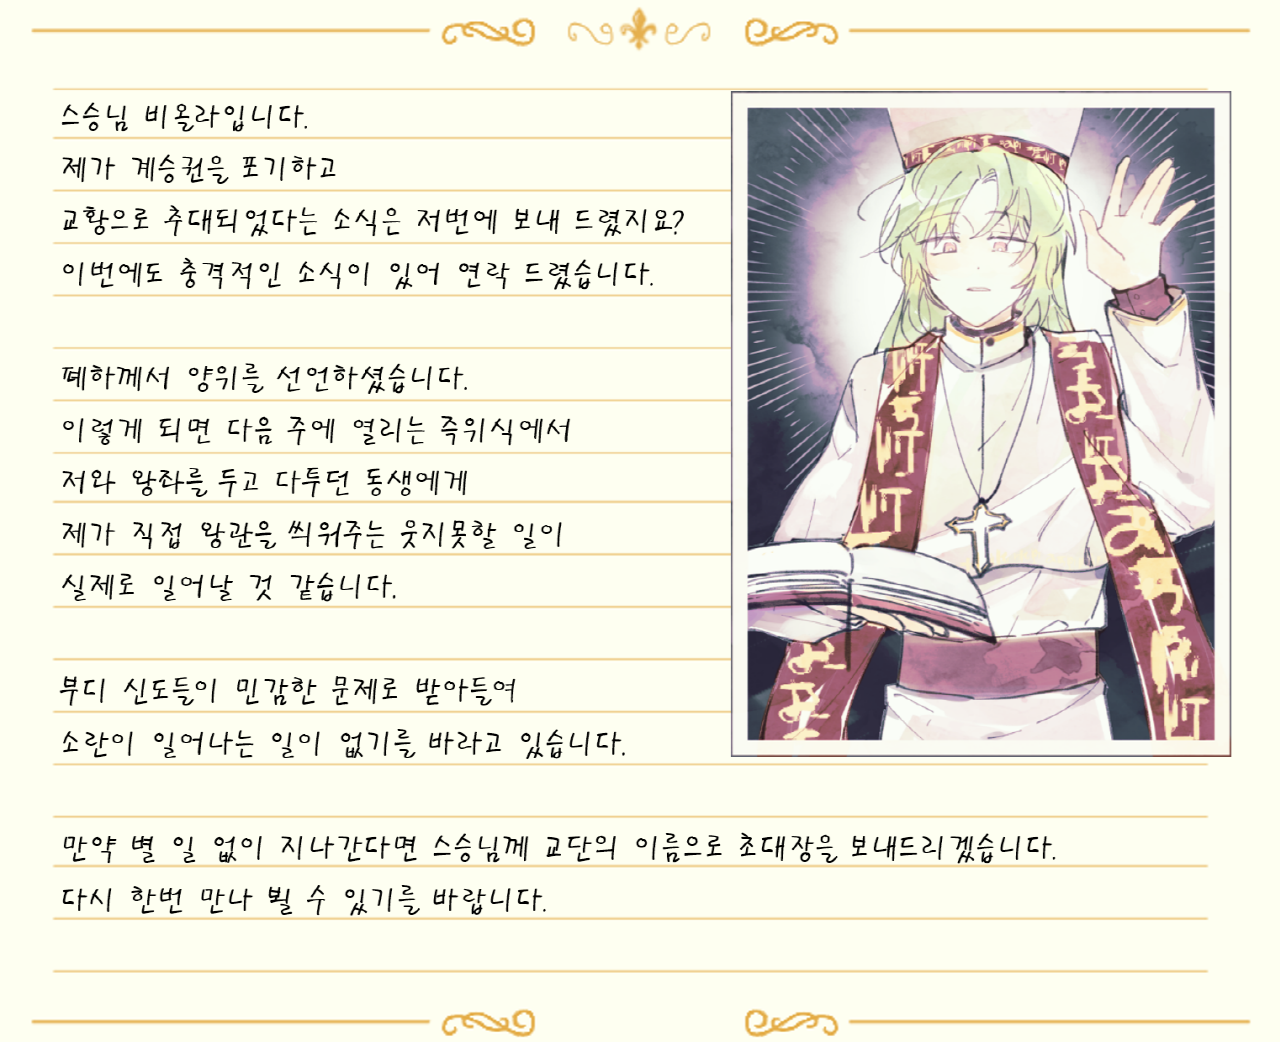 스승님 비올라입니다.
제가 계승권을 포기하고
교황으로 추대되었다는 소식은 저번에 보내 드렸지요?
이번에도 충격적인 소식이 있어 연락 드렸습니다.
폐하께서 양위를 선언하셨습니다.
이렇게 되면 다음 주에 열리는 즉위식에서
저와 왕좌를 두고 다투던 동생에게
제가 직접 왕관을 씌워주는 웃지못할 일이
실제로 일어날 것 같습니다.
부디 신도들이 민감한 문제로 받아들여
소란이 일어나는 일이 없기를 바라고 있습니다.
만약 별 일 없이 지나간다면 스승님께 교단의 이름으로 초대장을 보내드리겠습니다.
다시 한번 만나 뵐 수 있기를 바랍니다.